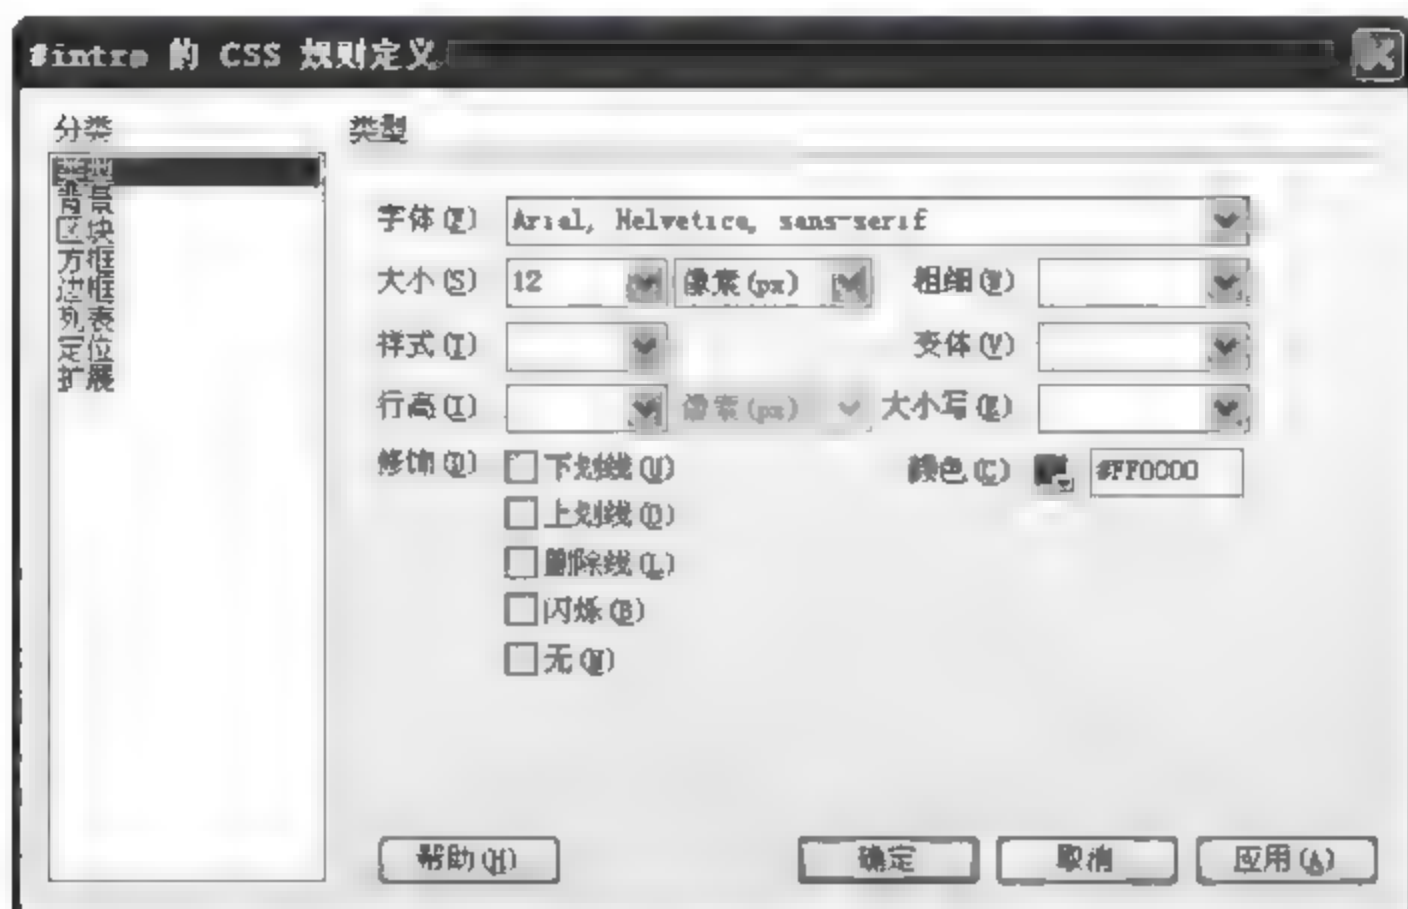 #intro 的 CSS 规则定义
分类
类型
背景
区块
方框
边框
列表
定位
扩展
类型
字体(F) Arial, Helvetica, sans-serif
大小(S) 12 像素(px) 粗细(W)
样式(T) 变体(V)
行高(I) 像素(px) 大小写(R)
修饰(D) 下划线(U) 颜色(C) #FF0000
上划线(O)
删除线(L)
闪烁(B)
无(N)
帮助(H) 确定 取消 应用(A)